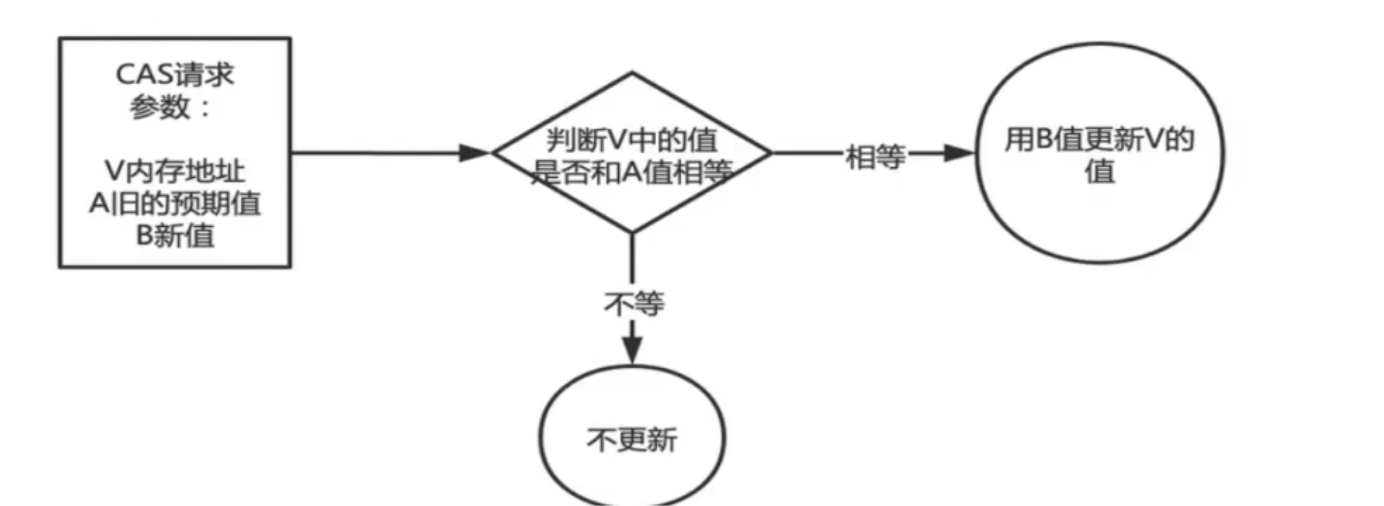 CAS请求
参数：
V内存地址
A旧的预期值
B新值
判断V中的值
是否和A值相等
相等
用B值更新V的
值
不等
不更新